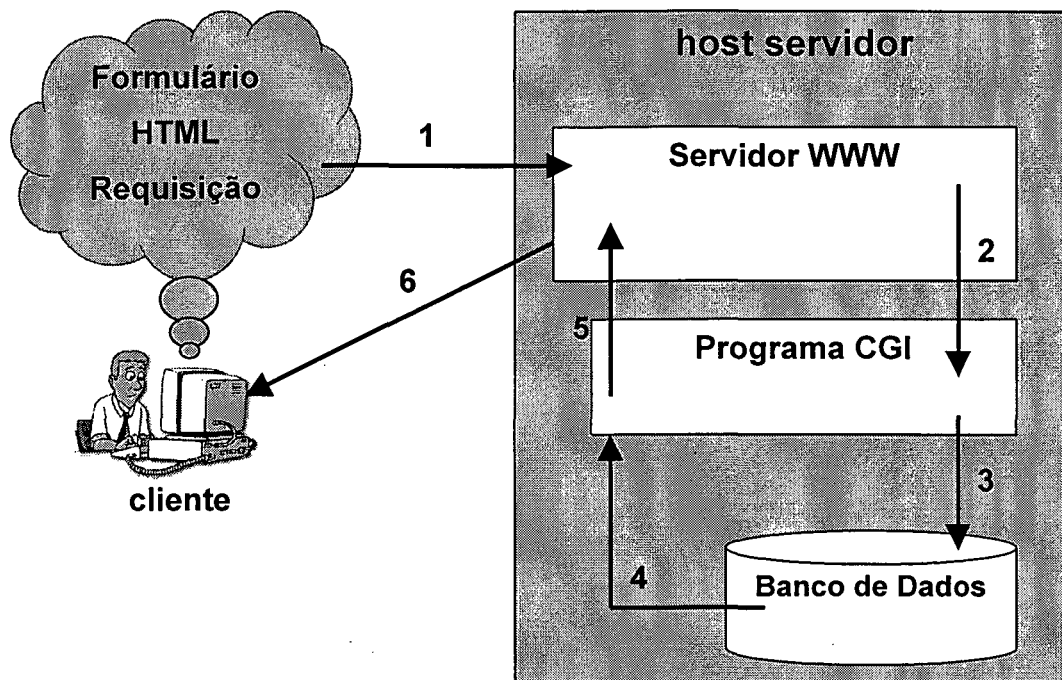 Formulário
HTML
Requisição
cliente
1
6
host servidor
Servidor WWW
2
5
Programa CGI
3
4
Banco de Dados